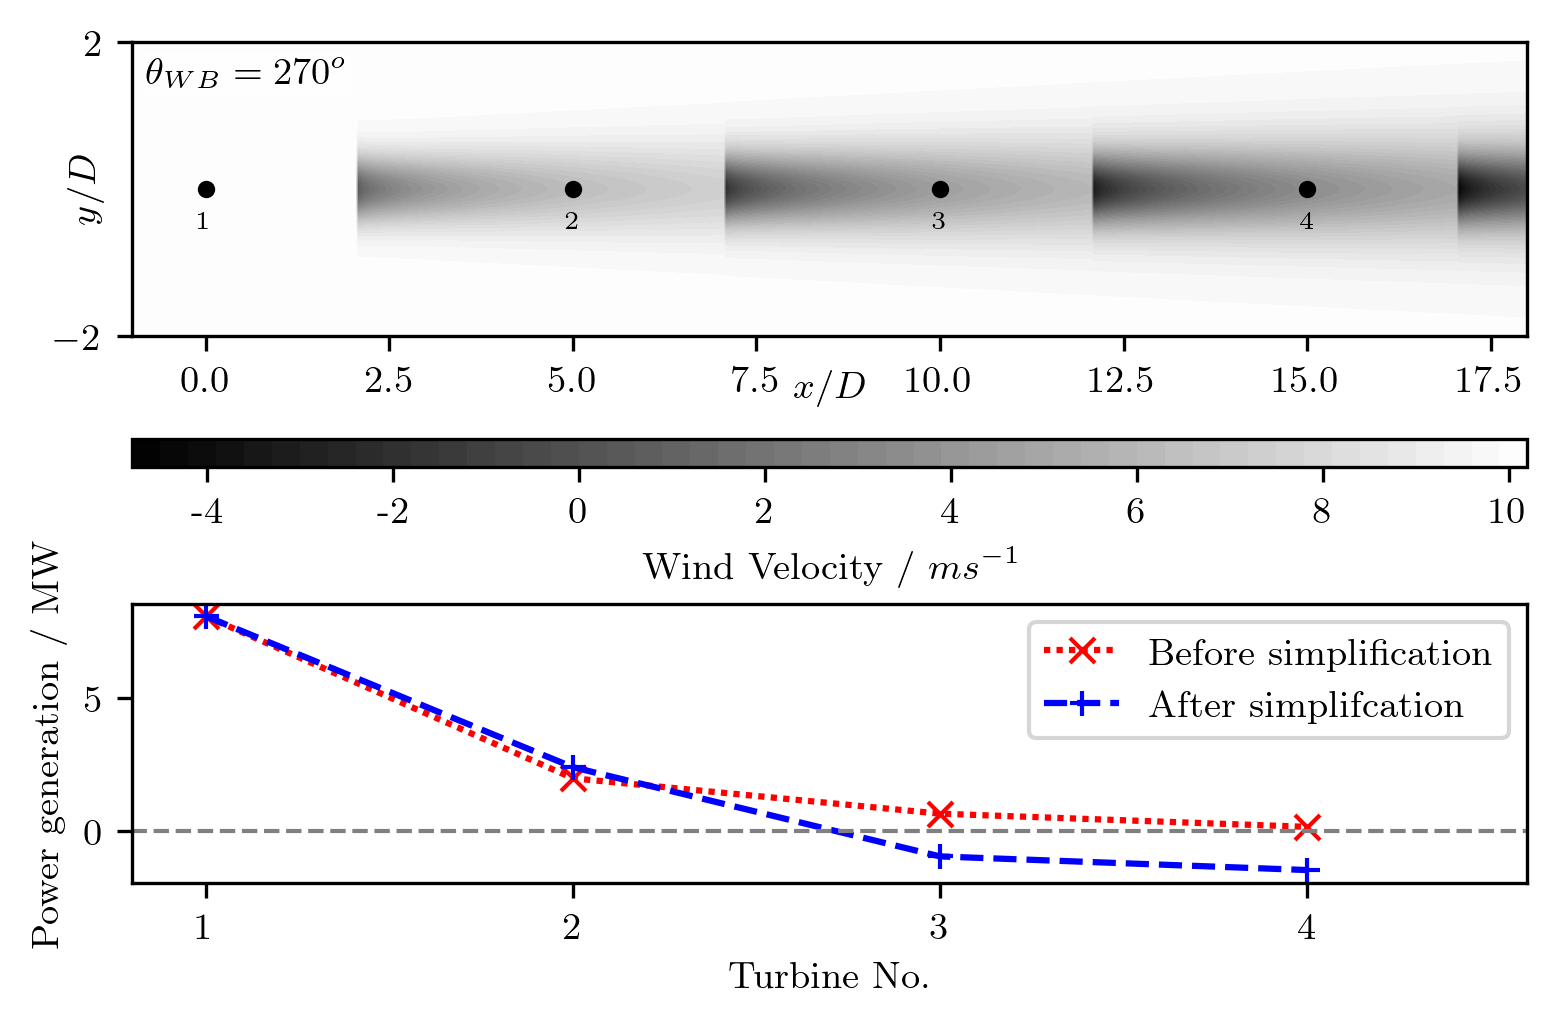 2
θ_WB = 270^o
y/D
1
2
3
4
−2
0.0 2.5 5.0 7.5 10.0 12.5 15.0 17.5
x/D
-4 -2 0 2 4 6 8 10
Wind Velocity / ms^−1
Power generation / MW
5
0
Before simplification
After simplifcation
1 2 3 4
Turbine No.